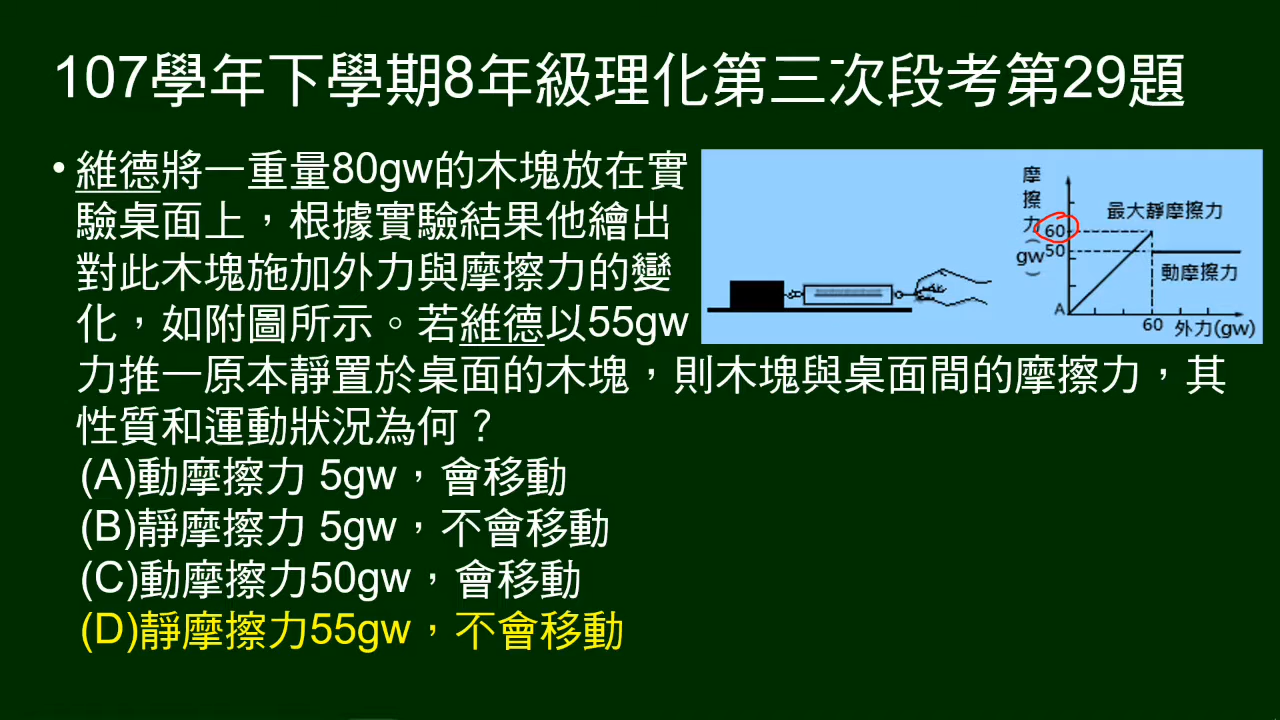 107學年下學期8年級理化第三次段考第29題
•維德將一重量80gw的木塊放在實
驗桌面上，根據實驗結果他繪出
對此木塊施加外力與摩擦力的變
化，如附圖所示。若維德以55gw
力推一原本靜置於桌面的木塊，則木塊與桌面間的摩擦力，其
性質和運動狀況為何？
(A)動摩擦力 5gw，會移動
(B)靜摩擦力 5gw，不會移動
(C)動摩擦力50gw，會移動
(D)靜摩擦力55gw，不會移動
摩擦力(gw)
最大靜摩擦力
60
50
動摩擦力
A
60 外力(gw)